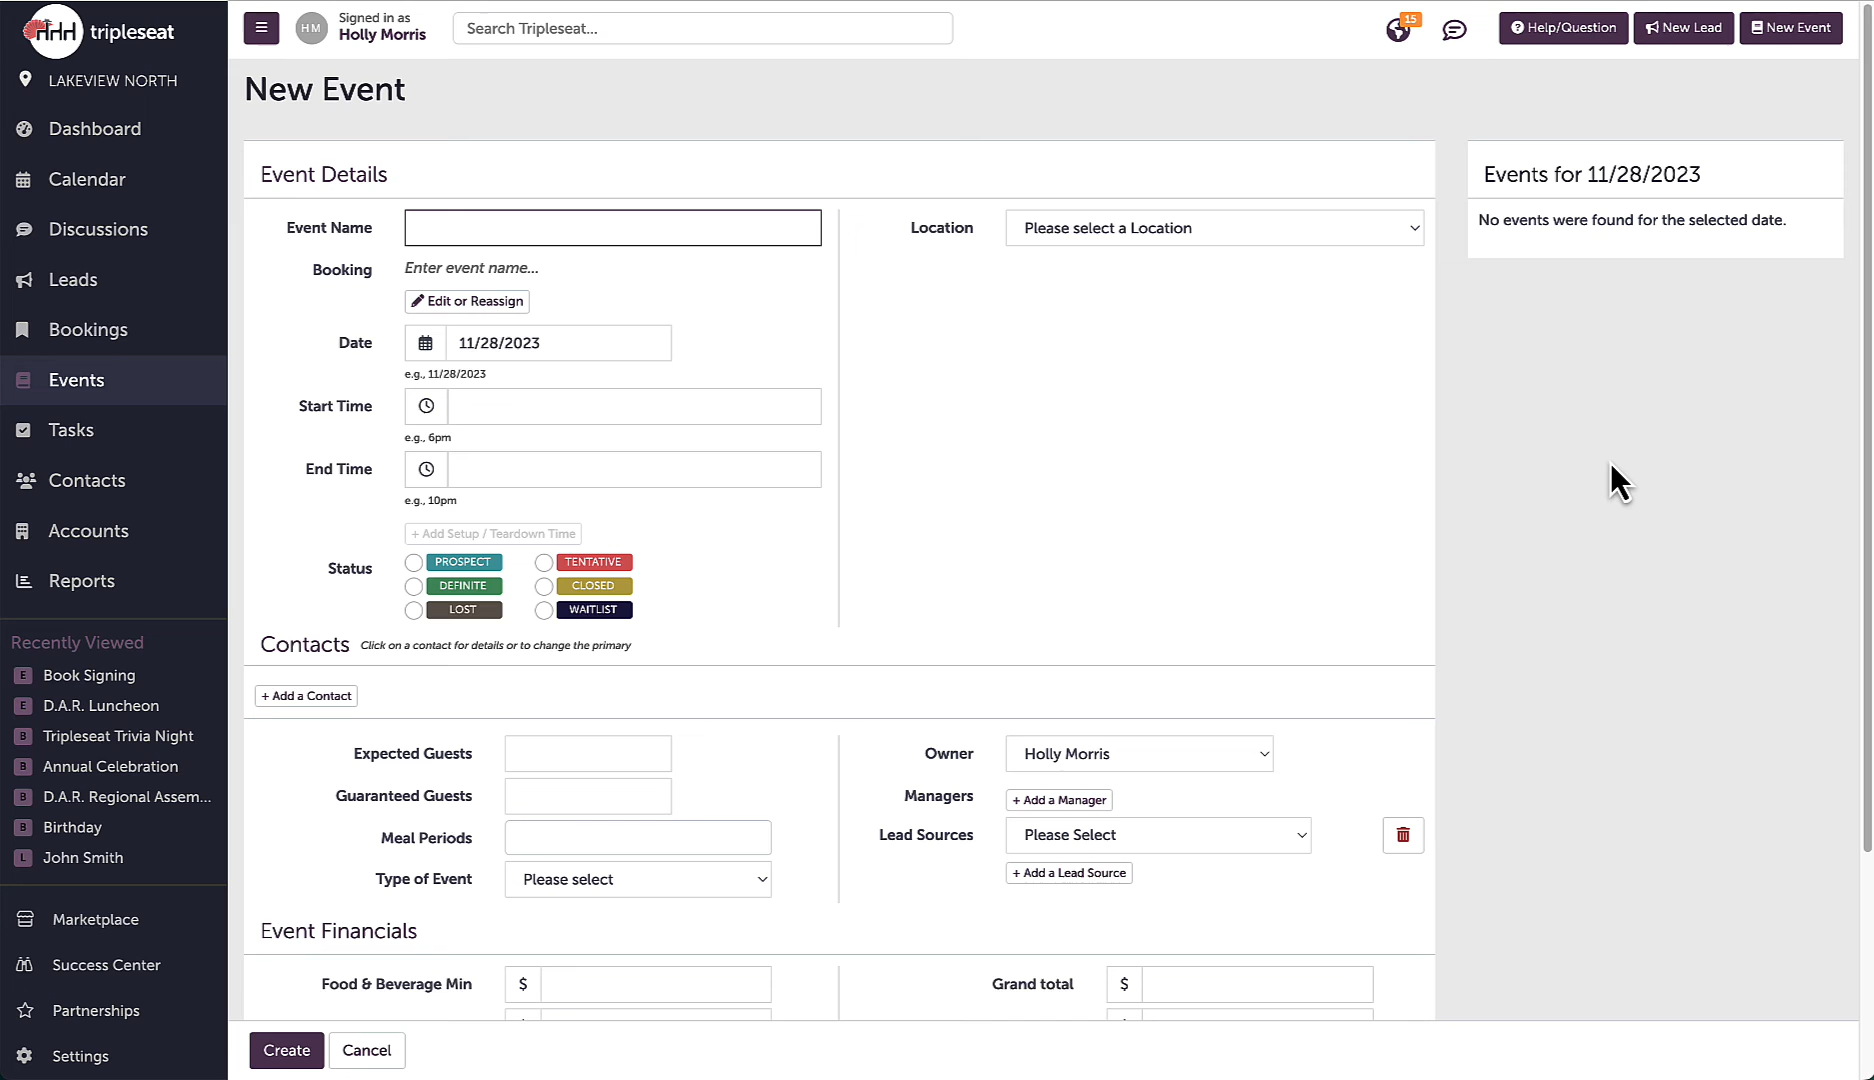 HHH tripleseat
LAKEVIEW NORTH
Dashboard
Calendar
Discussions
Leads
Bookings
Events
Tasks
Contacts
Accounts
Reports
Recently Viewed
E Book Signing
E D.A.R. Luncheon
B Tripleseat Trivia Night
B Annual Celebration
B D.A.R. Regional Assem...
B Birthday
L John Smith
Marketplace
Success Center
Partnerships
Settings
HM
Signed in as
Holly Morris
Search Tripleseat...
15
Help/Question
New Lead
New Event
New Event
Event Details
Event Name
Booking
Enter event name...
Edit or Reassign
Date
11/28/2023
e.g., 11/28/2023
Start Time
e.g., 6pm
End Time
e.g., 10pm
+ Add Setup / Teardown Time
Status
PROSPECT
TENTATIVE
DEFINITE
CLOSED
LOST
WAITLIST
Location
Please select a Location
Contacts Click on a contact for details or to change the primary
+ Add a Contact
Expected Guests
Guaranteed Guests
Meal Periods
Type of Event
Please select
Owner
Holly Morris
Managers
+ Add a Manager
Lead Sources
Please Select
+ Add a Lead Source
Event Financials
Food & Beverage Min
$
Grand total
$
Create
Cancel
Events for 11/28/2023
No events were found for the selected date.